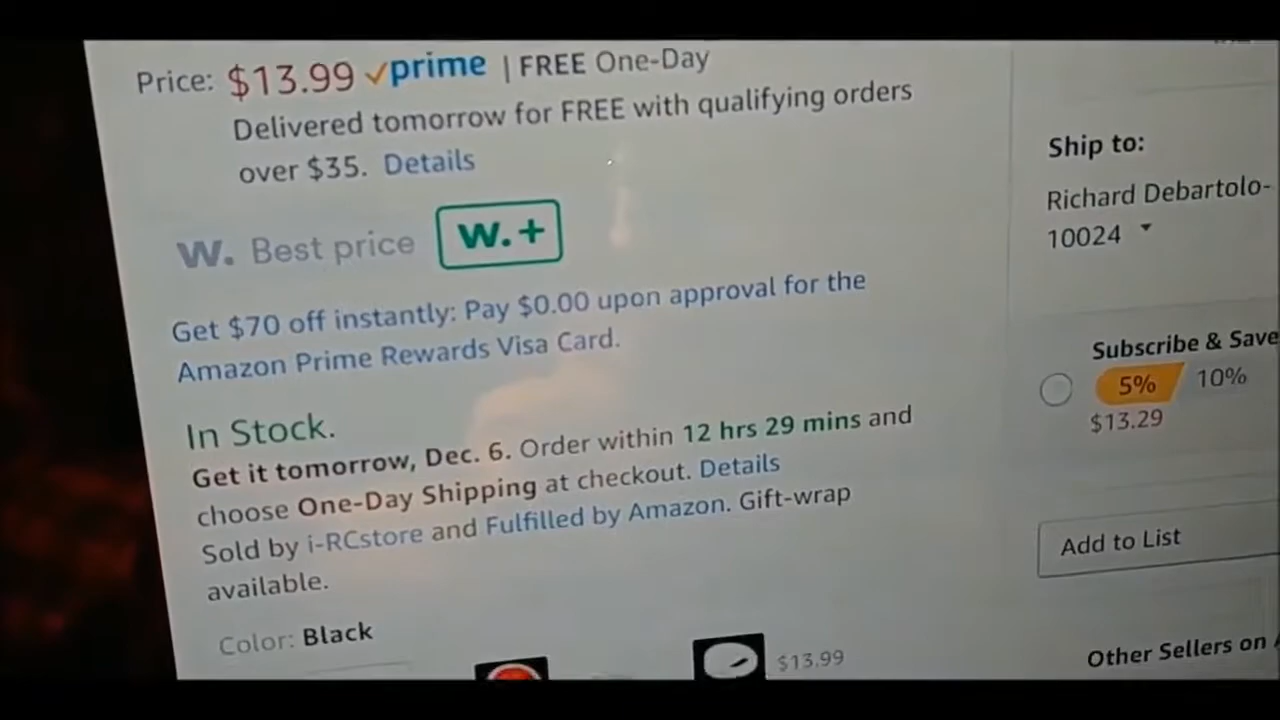 Price: $13.99 prime | FREE One-Day
Delivered tomorrow for FREE with qualifying orders
over $35. Details
W. Best price W.+
Get $70 off instantly: Pay $0.00 upon approval for the
Amazon Prime Rewards Visa Card.
In Stock.
Get it tomorrow, Dec. 6. Order within 12 hrs 29 mins and
choose One-Day Shipping at checkout. Details
Sold by i-RCstore and Fulfilled by Amazon. Gift-wrap
available.
Color: Black
$13.99
Ship to:
Richard Debartolo-
10024
Subscribe & Save
5% 10%
$13.29
Add to List
Other Sellers on